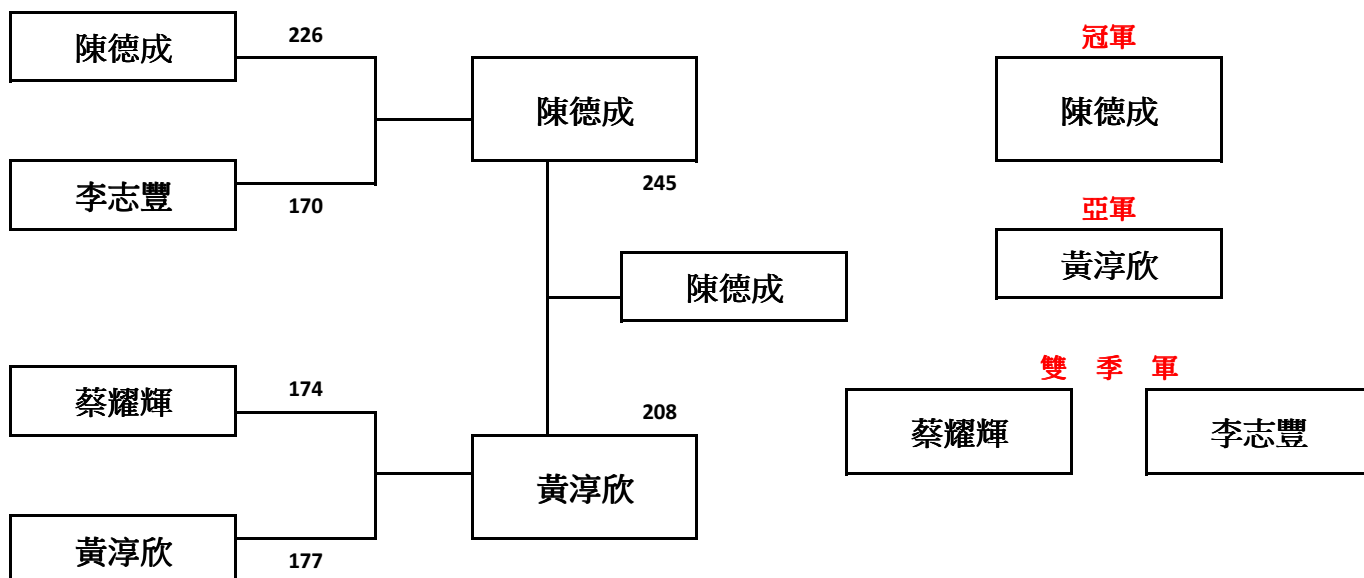 陳德成
226
李志豐
170
陳德成
245
陳德成
蔡耀輝
174
黃淳欣
177
208
黃淳欣
冠軍
陳德成
亞軍
黃淳欣
雙 季 軍
蔡耀輝 李志豐